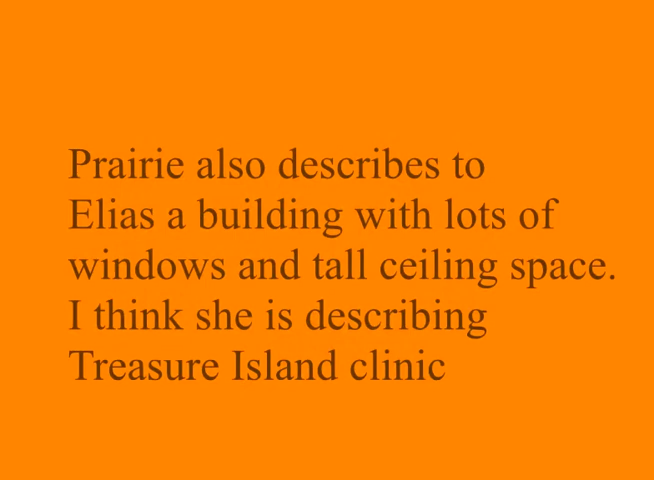 Prairie also describes to
Elias a building with lots of
windows and tall ceiling space.
I think she is describing
Treasure Island clinic